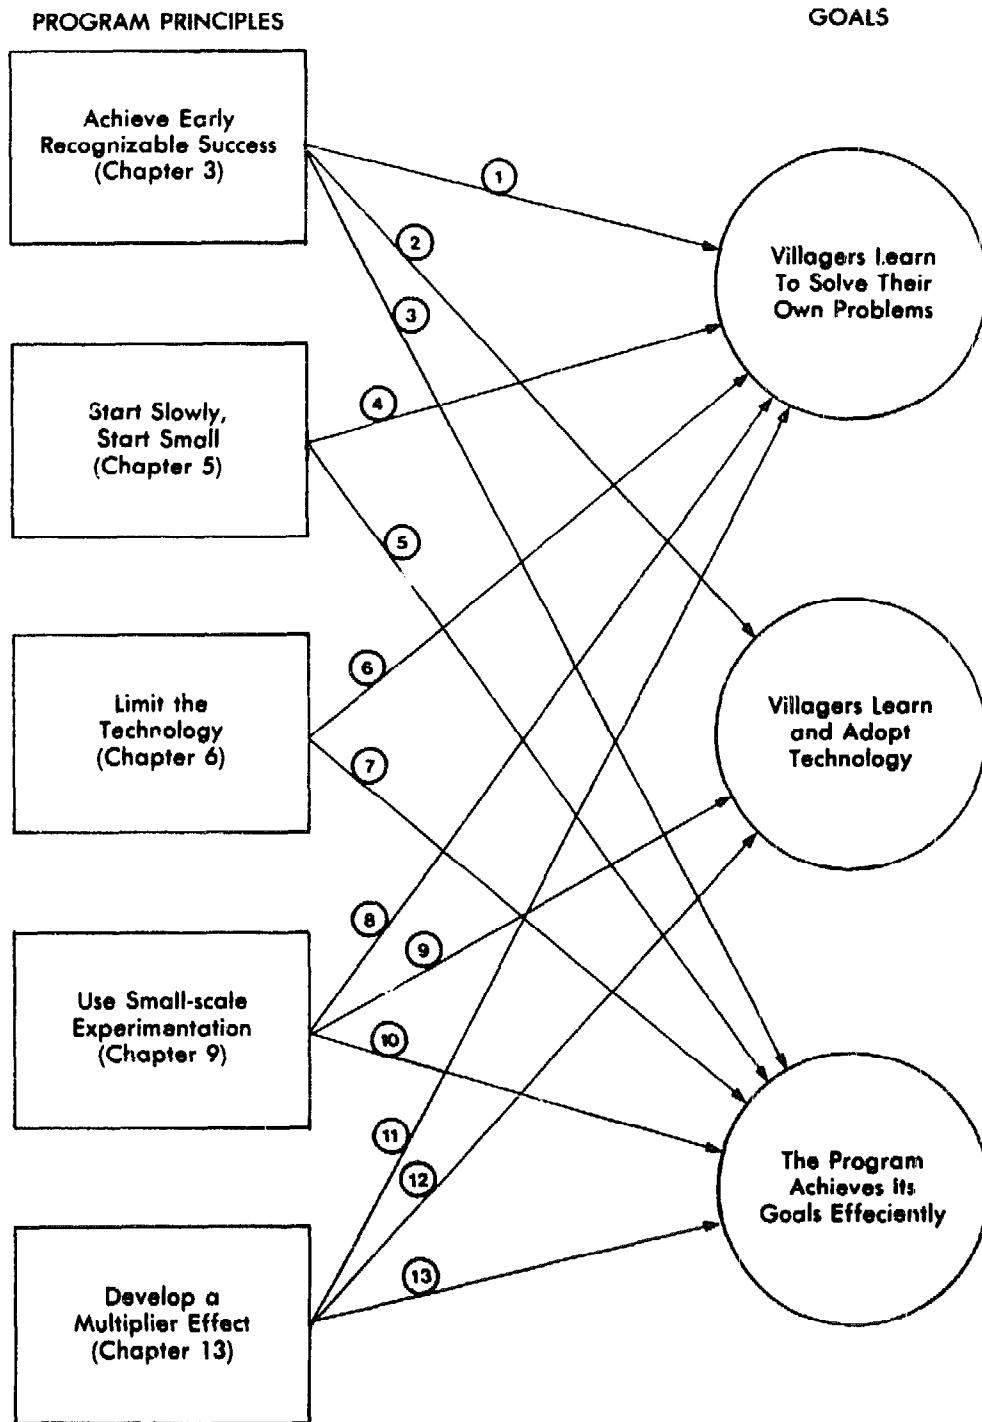 PROGRAM PRINCIPLES
GOALS
Achieve Early
Recognizable Success
(Chapter 3)
1
2
3
Villagers Learn
To Solve Their
Own Problems
Start Slowly,
Start Small
(Chapter 5)
4
5
Limit the
Technology
(Chapter 6)
6
7
Villagers Learn
and Adopt
Technology
Use Small-scale
Experimentation
(Chapter 9)
8
9
10
Develop a
Multiplier Effect
(Chapter 13)
11
12
13
The Program
Achieves Its
Goals Effeciently